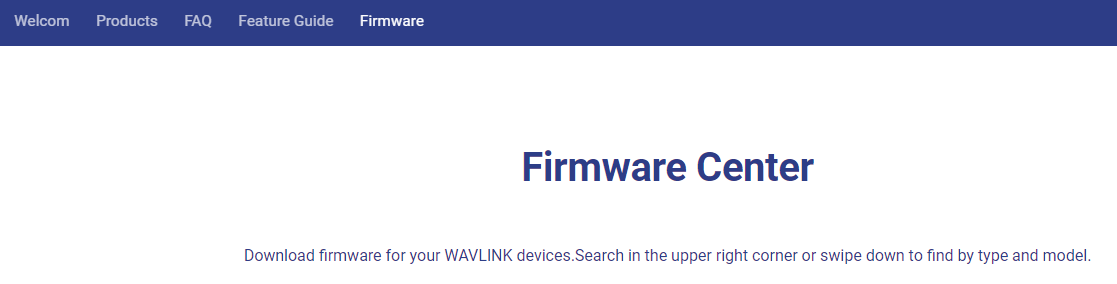 Welcom Products FAQ Feature Guide Firmware
Firmware Center
Download firmware for your WAVLINK devices.Search in the upper right corner or swipe down to find by type and model.